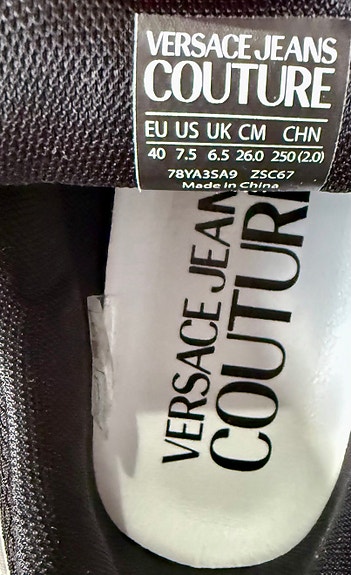 VERSACE JEANS
COUTURE
EU US UK CM CHN
40 7.5 6.5 26.0 250 (2.0)
78YA3SA9 ZSC67
Made in China
VERSACE JEAN
COUTUR